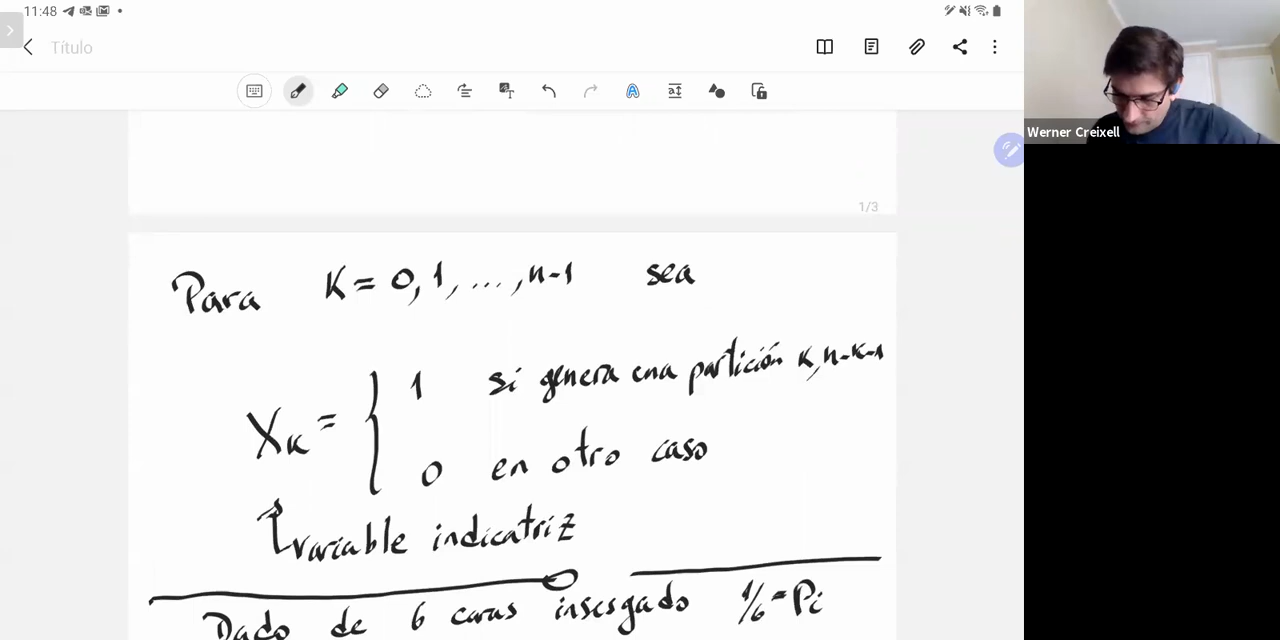 11:48
Título
Werner Creixell
1/3
Para K = 0, 1, ..., n-1 sea
X_K = { 1 si genera una partición K, n-K-1
0 en otro caso
variable indicatriz
Dado de 6 caras insesgado 1/6 = Pi